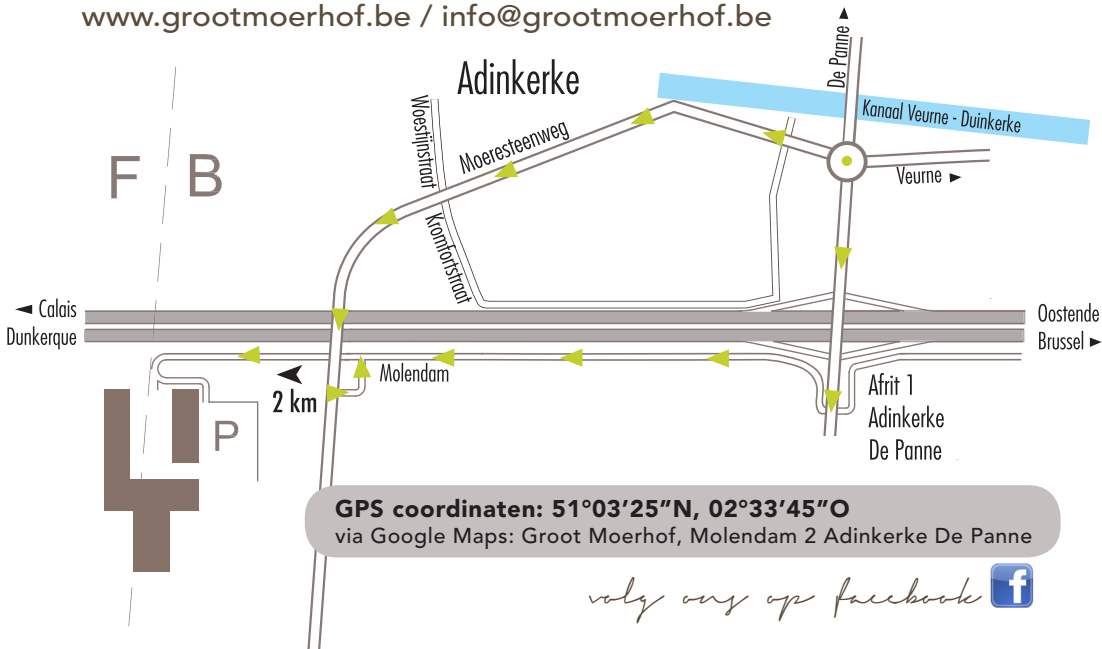 www.grootmoerhof.be / info@grootmoerhof.be
De Panne
Adinkerke
Kanaal Veurne - Duinkerke
Woestijnstraat
Moeresteenweg
F B
Veurne
Kromfortstraat
Calais
Dunkerque
Oostende
Brussel
Molendam
2 km
P
Afrit 1
Adinkerke
De Panne
GPS coordinaten: 51°03’25”N, 02°33’45”O
via Google Maps: Groot Moerhof, Molendam 2 Adinkerke De Panne
volg ons op facebook f